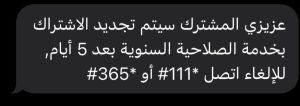 عزيزي المشترك سيتم تجديد الاشتراك
بخدمة الصلاحية السنوية بعد 5 أيام,
للإلغاء اتصل *111# أو *365#